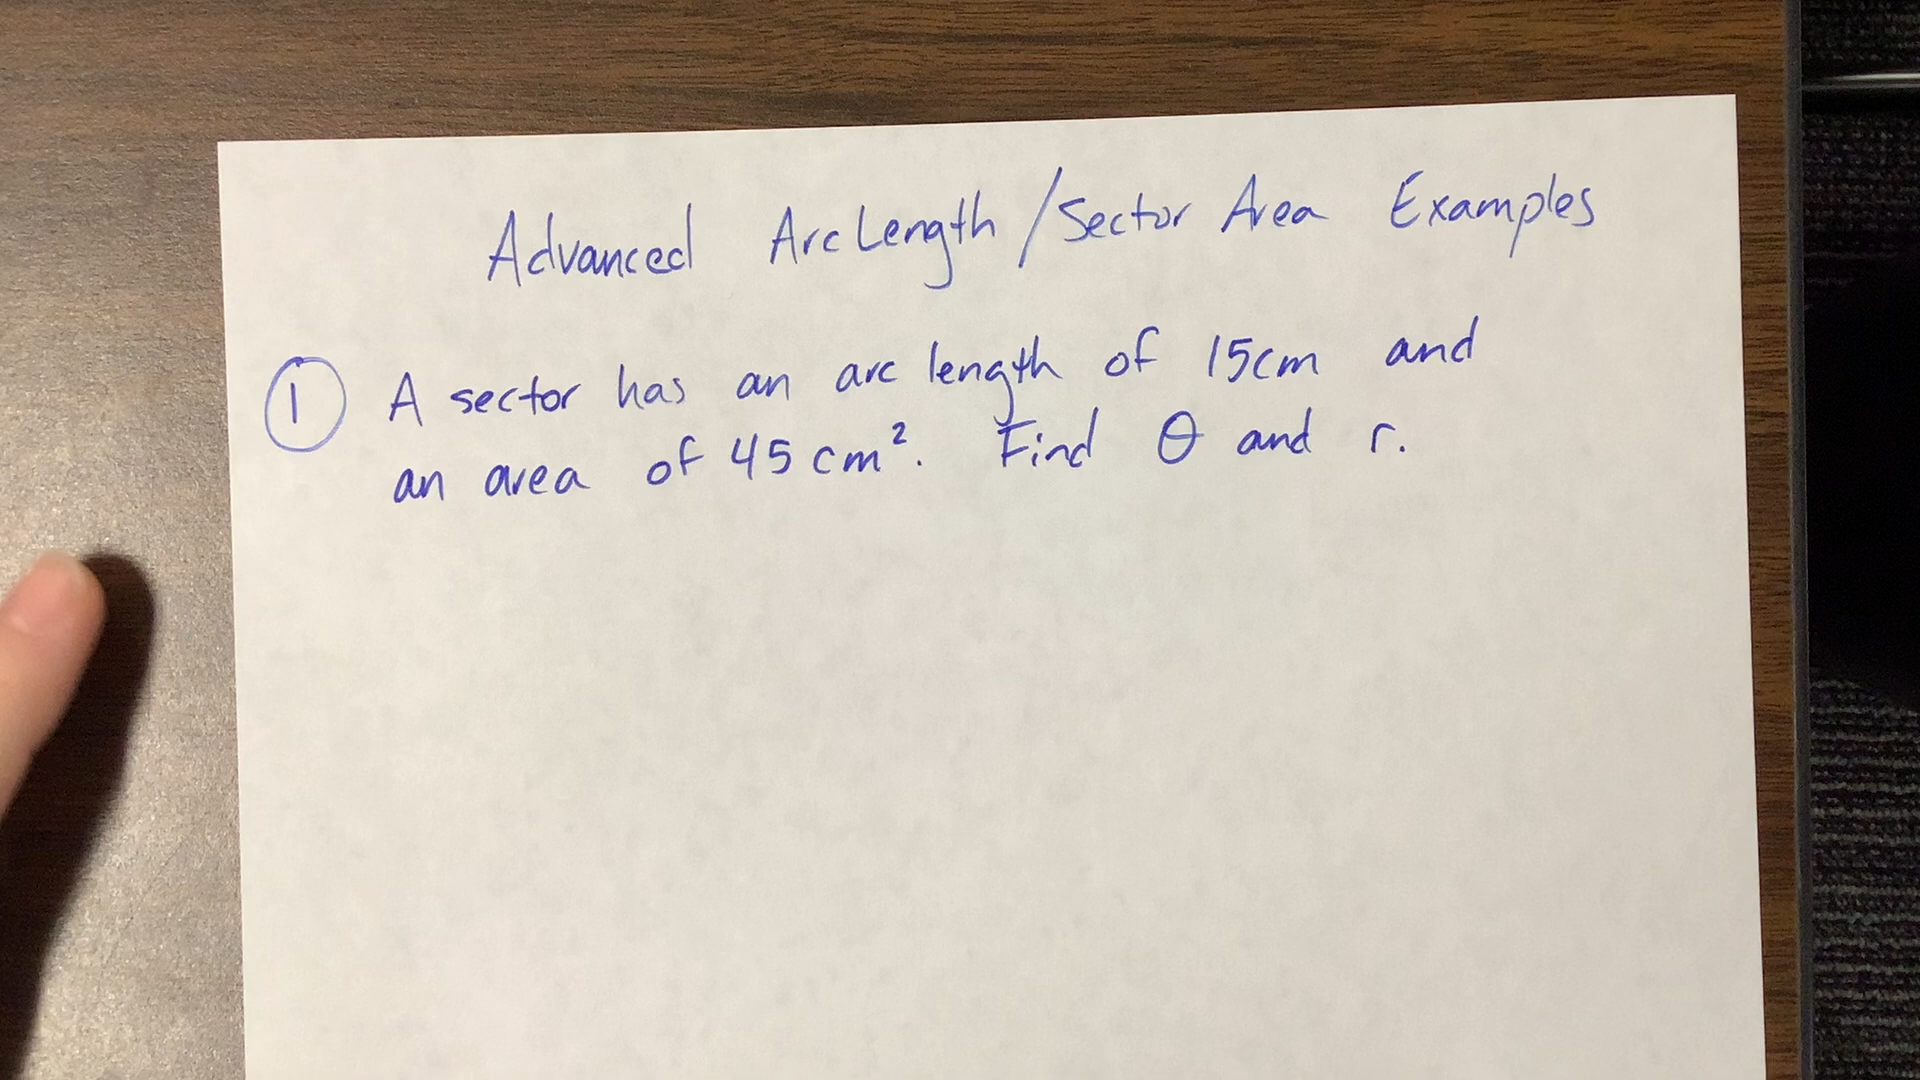 Advanced Arc Length / Sector Area Examples
① A sector has an arc length of 15cm and
an area of 45 cm². Find θ and r.